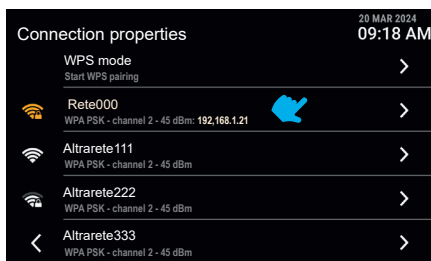 20 MAR 2024
Connection properties
09:18 AM
WPS mode
Start WPS pairing
Rete000
WPA PSK - channel 2 - 45 dBm: 192,168.1.21
Altrarete111
WPA PSK - channel 2 - 45 dBm
Altrarete222
WPA PSK - channel 2 - 45 dBm
Altrarete333
WPA PSK - channel 2 - 45 dBm